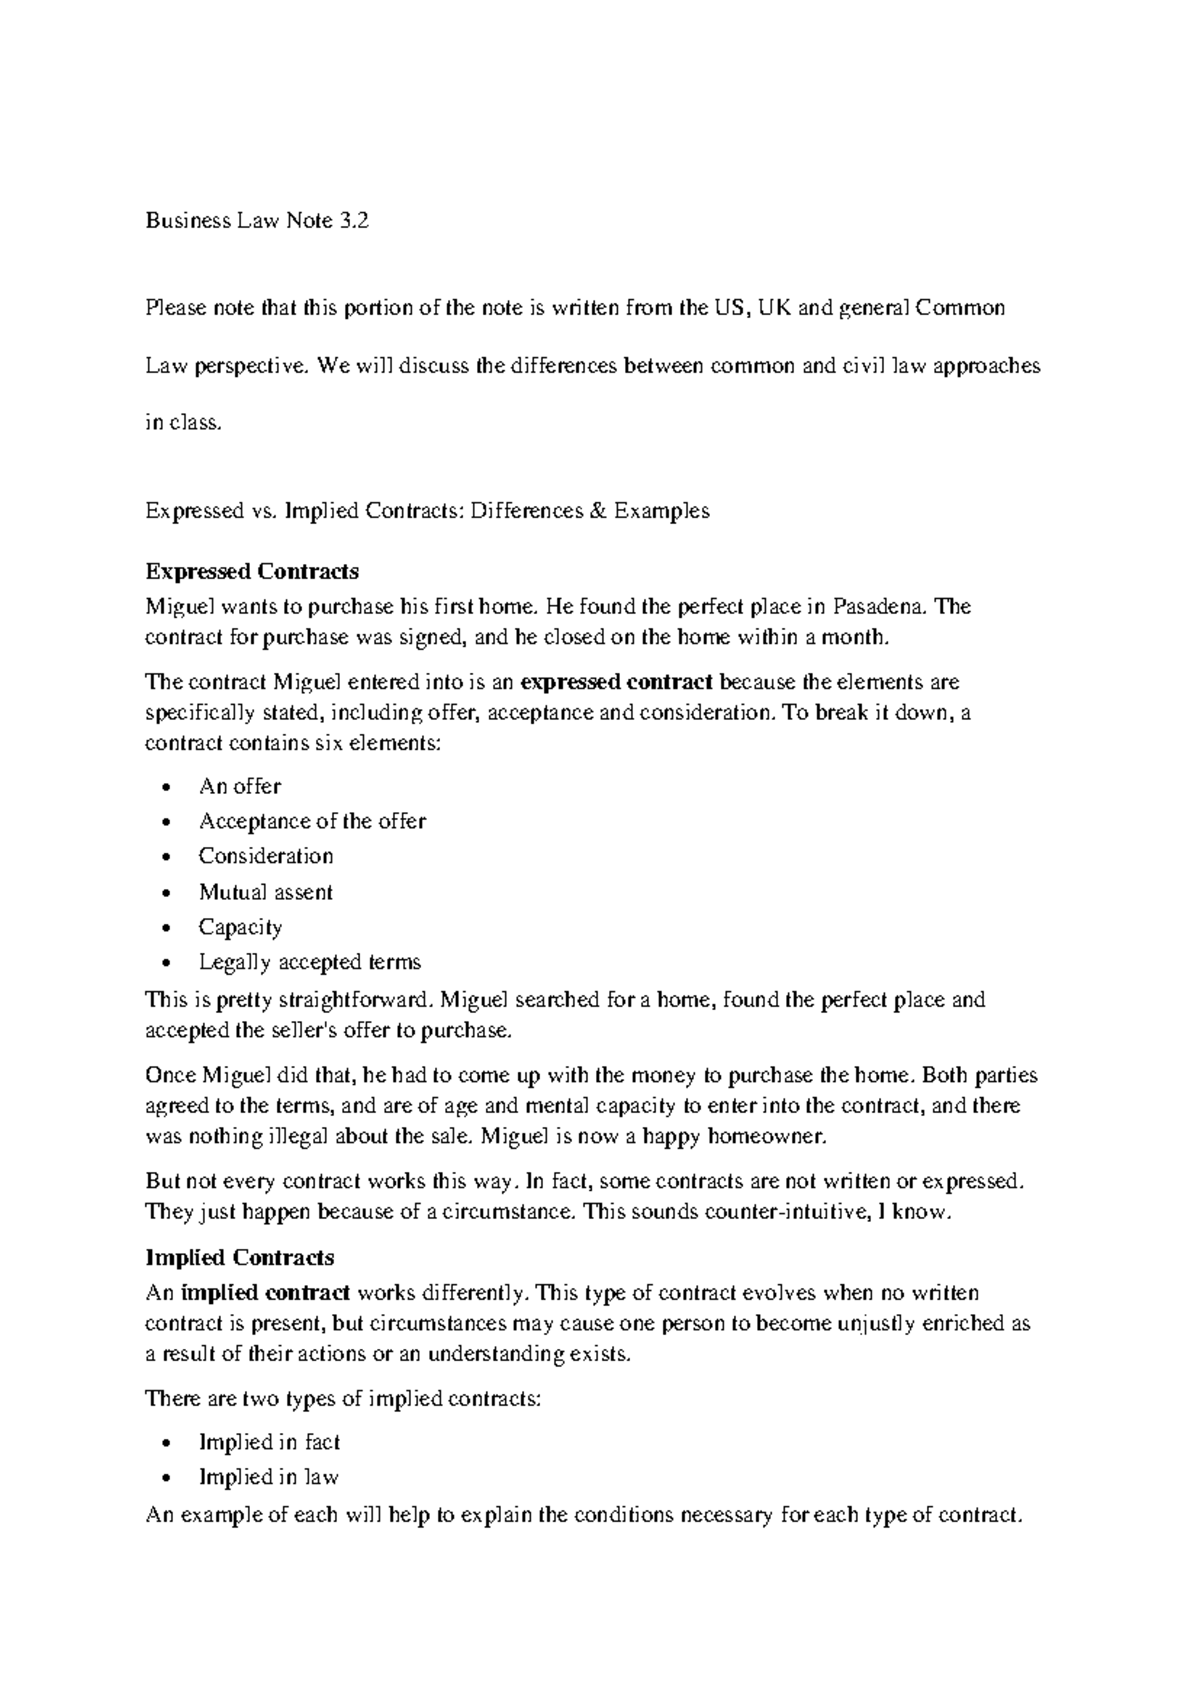 Business Law Note 3.2
Please note that this portion of the note is written from the US, UK and general Common
Law perspective. We will discuss the differences between common and civil law approaches
in class.
Expressed vs. Implied Contracts: Differences & Examples
Expressed Contracts
Miguel wants to purchase his first home. He found the perfect place in Pasadena. The
contract for purchase was signed, and he closed on the home within a month.
The contract Miguel entered into is an expressed contract because the elements are
specifically stated, including offer, acceptance and consideration. To break it down, a
contract contains six elements:
• An offer
• Acceptance of the offer
• Consideration
• Mutual assent
• Capacity
• Legally accepted terms
This is pretty straightforward. Miguel searched for a home, found the perfect place and
accepted the seller's offer to purchase.
Once Miguel did that, he had to come up with the money to purchase the home. Both parties
agreed to the terms, and are of age and mental capacity to enter into the contract, and there
was nothing illegal about the sale. Miguel is now a happy homeowner.
But not every contract works this way. In fact, some contracts are not written or expressed.
They just happen because of a circumstance. This sounds counter-intuitive, I know.
Implied Contracts
An implied contract works differently. This type of contract evolves when no written
contract is present, but circumstances may cause one person to become unjustly enriched as
a result of their actions or an understanding exists.
There are two types of implied contracts:
• Implied in fact
• Implied in law
An example of each will help to explain the conditions necessary for each type of contract.